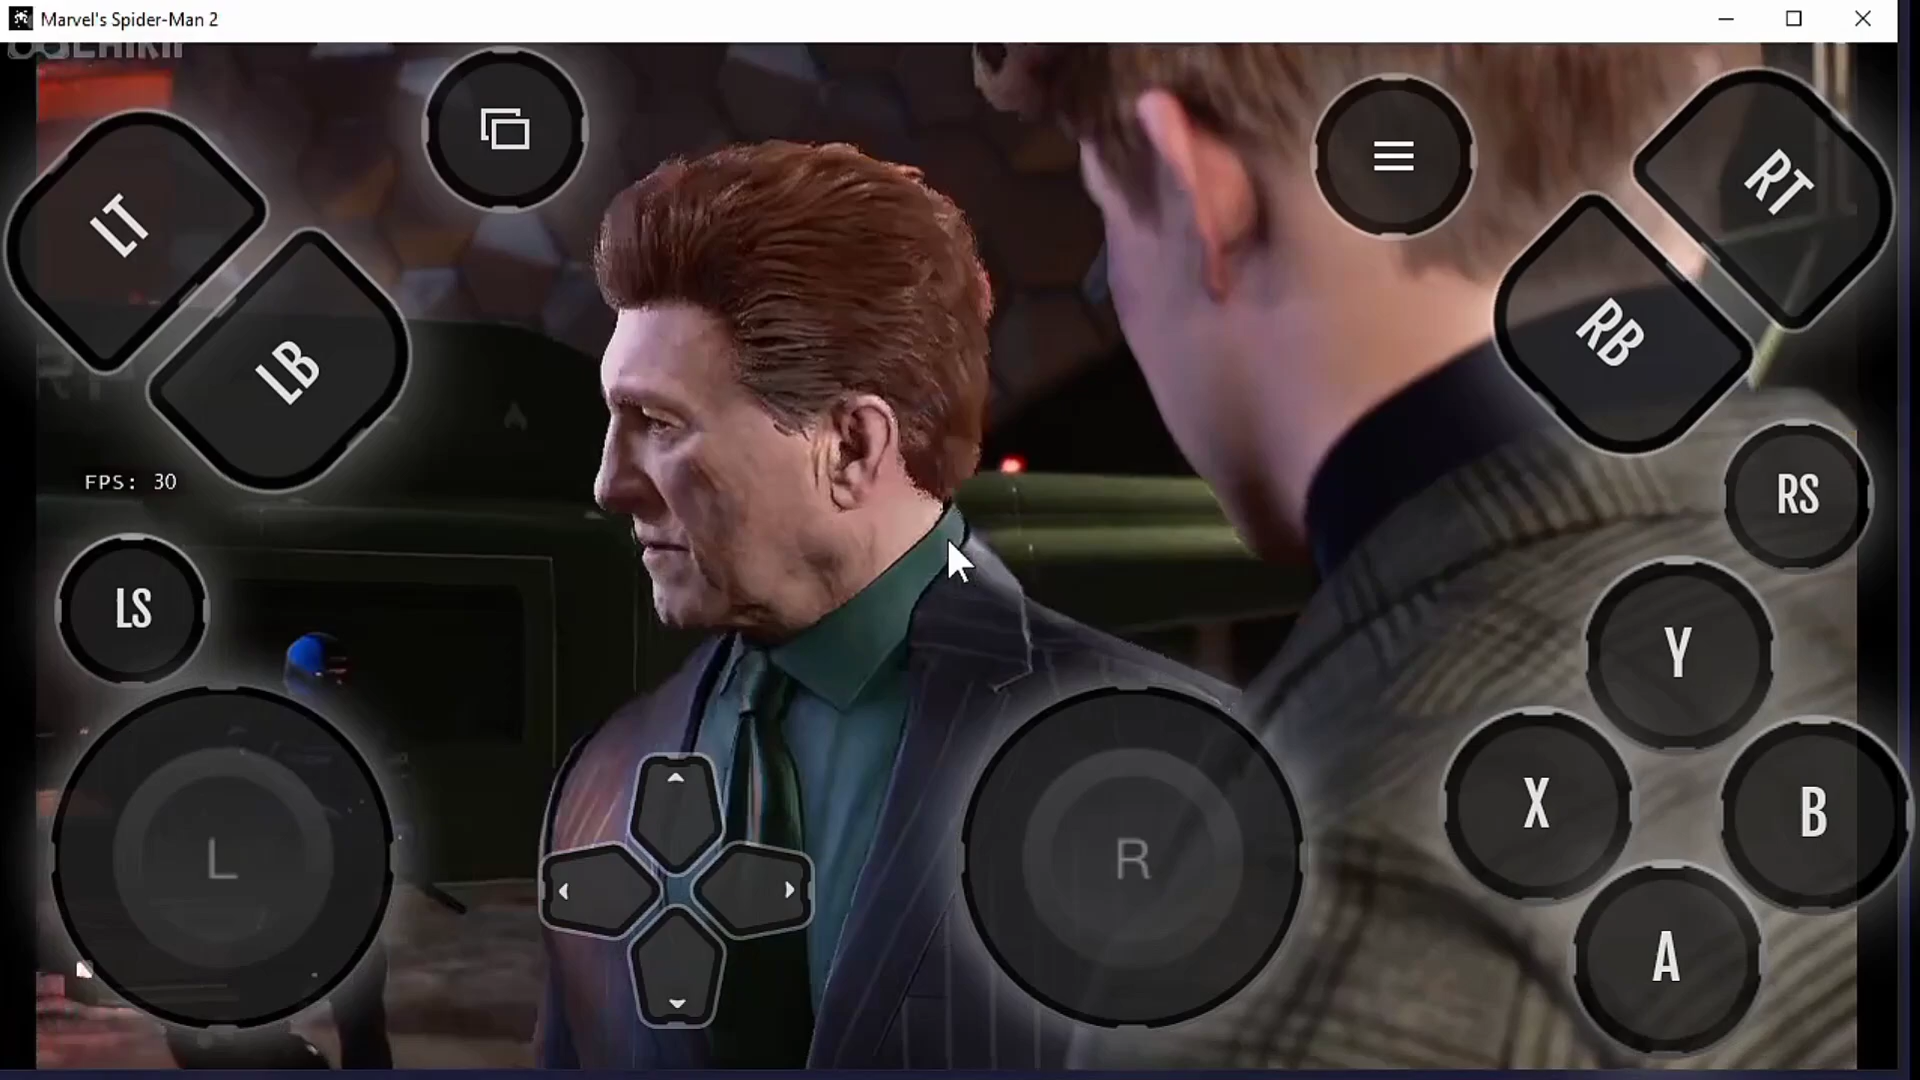 Marvel's Spider-Man 2
LT
RT
LB
RB
FPS: 30
RS
LS
Y
X
B
L
R
A